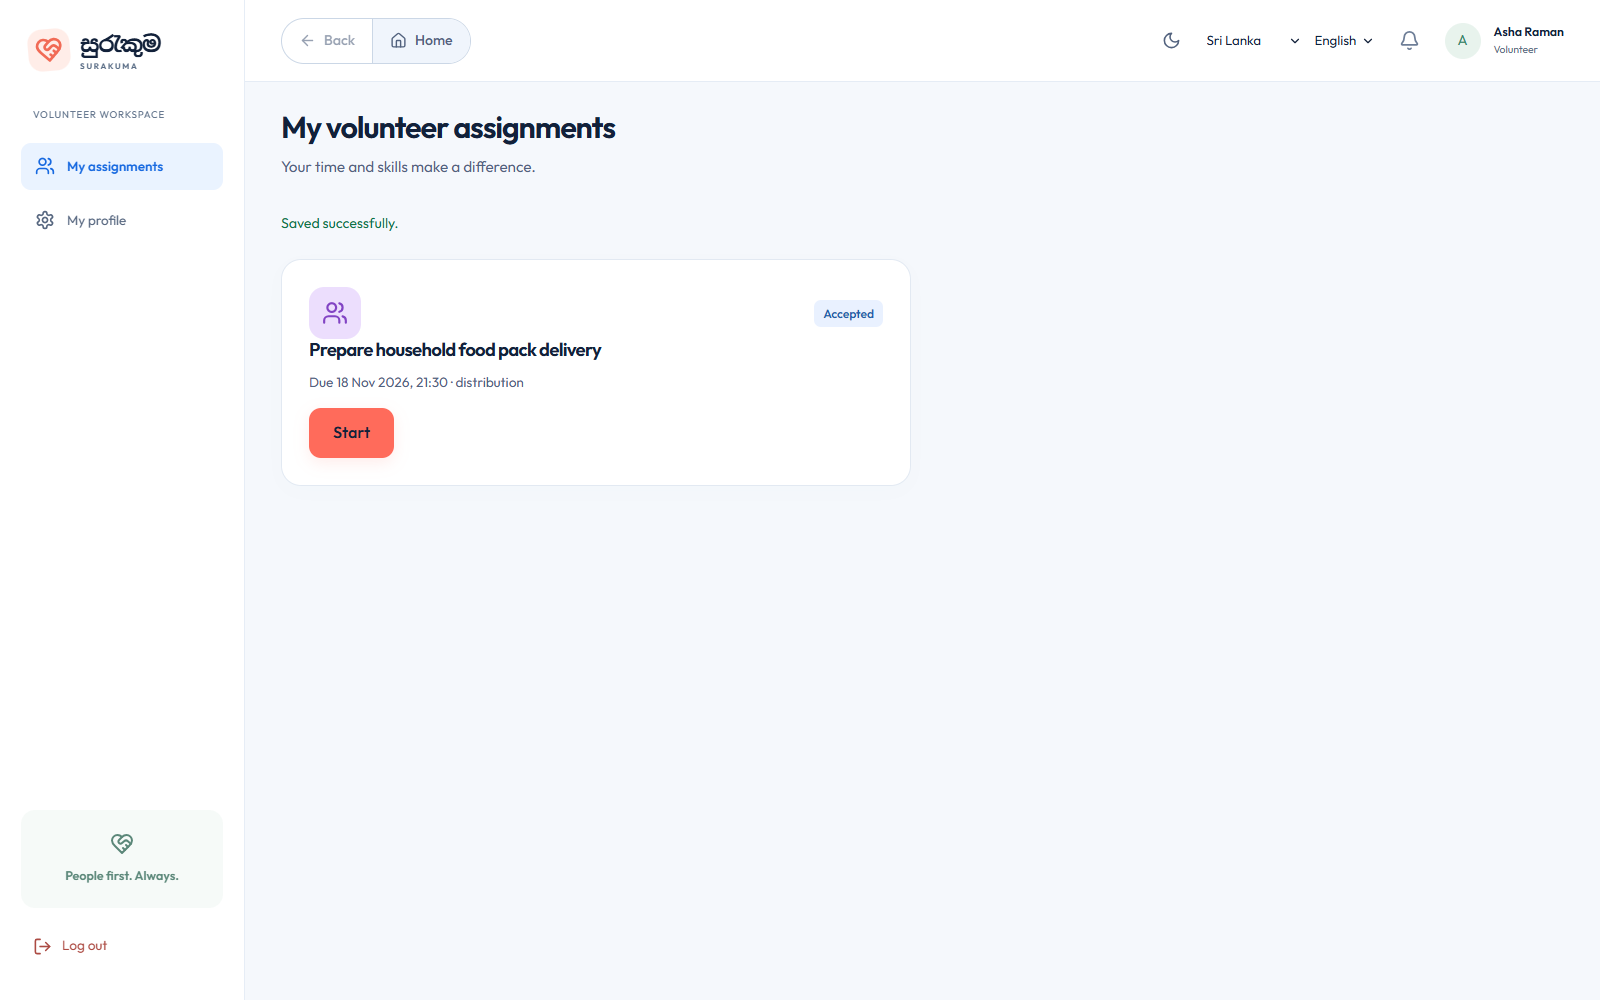 සුරැකුම
SURAKUMA
Back
Home
Sri Lanka
English
A
Asha Raman
Volunteer
VOLUNTEER WORKSPACE
My assignments
My profile
My volunteer assignments
Your time and skills make a difference.
Saved successfully.
Accepted
Prepare household food pack delivery
Due 18 Nov 2026, 21:30 · distribution
Start
People first. Always.
Log out